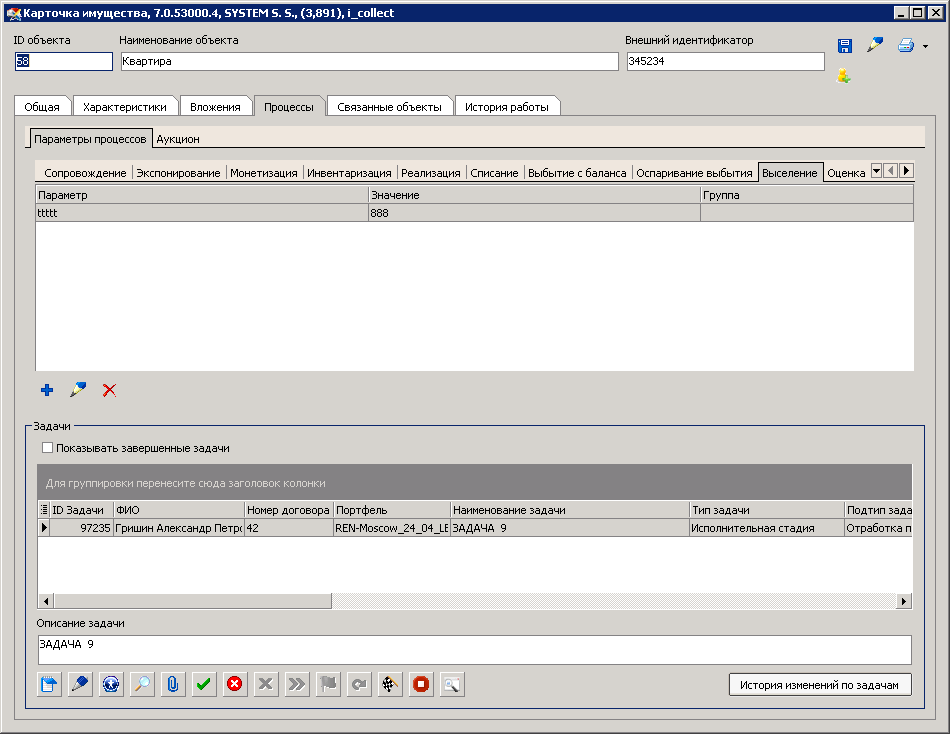 Карточка имущества, 7.0.53000.4, SYSTEM S. S., (3,891), i_collect
ID объекта Наименование объекта Внешний идентификатор
58 Квартира 345234
Общая Характеристики Вложения Процессы Связанные объекты История работы
Параметры процессов Аукцион
Сопровождение Экспонирование Монетизация Инвентаризация Реализация Списание Выбытие с баланса Оспаривание выбытия Выселение Оценка
Параметр Значение Группа
ttttt 888
Задачи
Показывать завершенные задачи
Для группировки перенесите сюда заголовок колонки
ID Задачи ФИО Номер договора Портфель Наименование задачи Тип задачи Подтип зада
97235 Гришин Александр Петро 42 REN-Moscow_24_04_LE ЗАДАЧА 9 Исполнительная стадия Отработка п
Описание задачи
ЗАДАЧА 9
История изменений по задачам